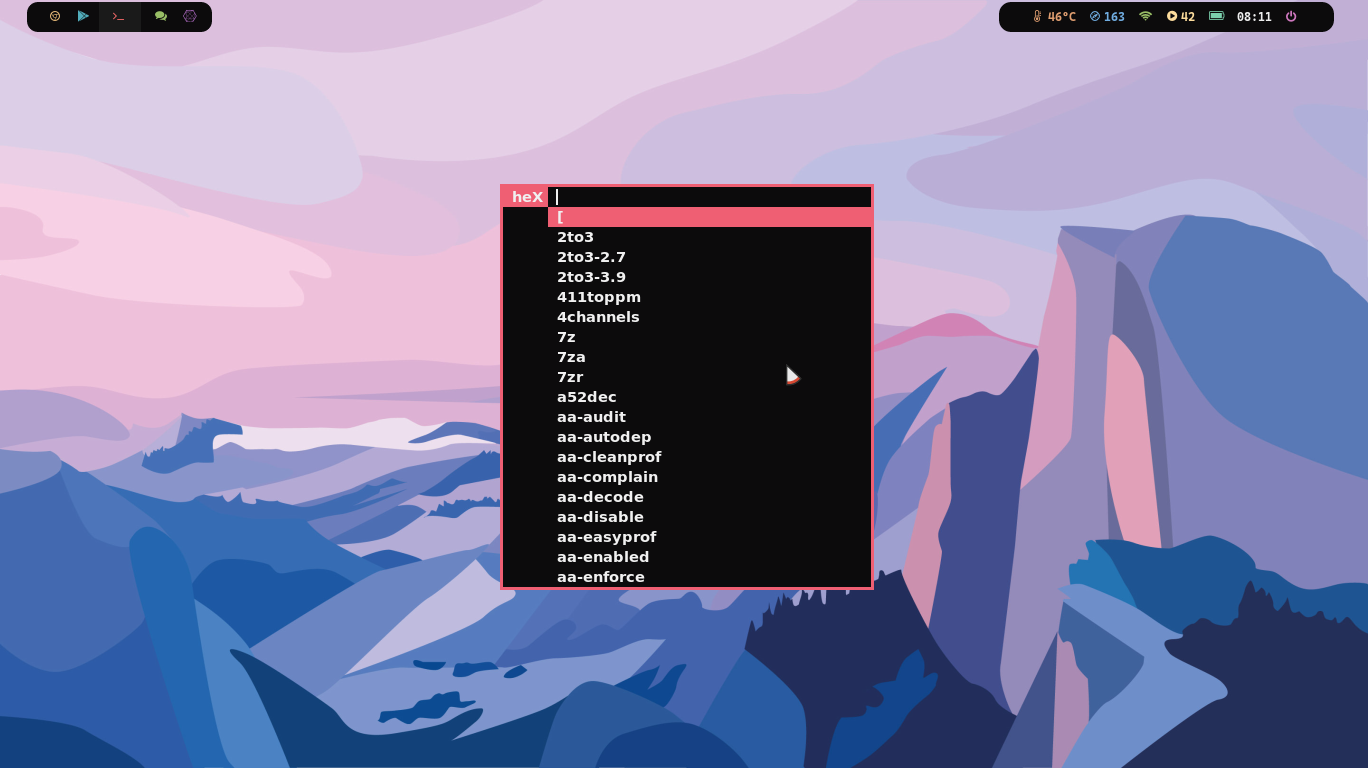 46°C 163 42 08:11
heX
[
2to3
2to3-2.7
2to3-3.9
411toppm
4channels
7z
7za
7zr
a52dec
aa-audit
aa-autodep
aa-cleanprof
aa-complain
aa-decode
aa-disable
aa-easyprof
aa-enabled
aa-enforce